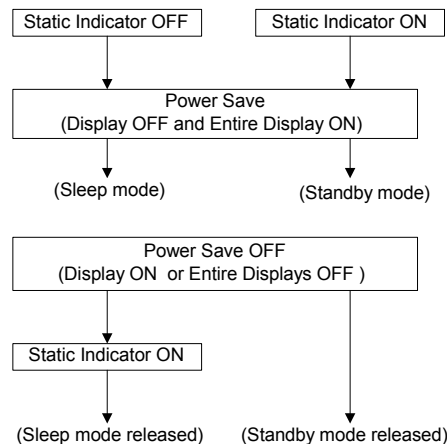 Static Indicator OFF
Static Indicator ON
Power Save
(Display OFF and Entire Display ON)
(Sleep mode)
(Standby mode)
Power Save OFF
(Display ON or Entire Displays OFF )
Static Indicator ON
(Sleep mode released)
(Standby mode released)